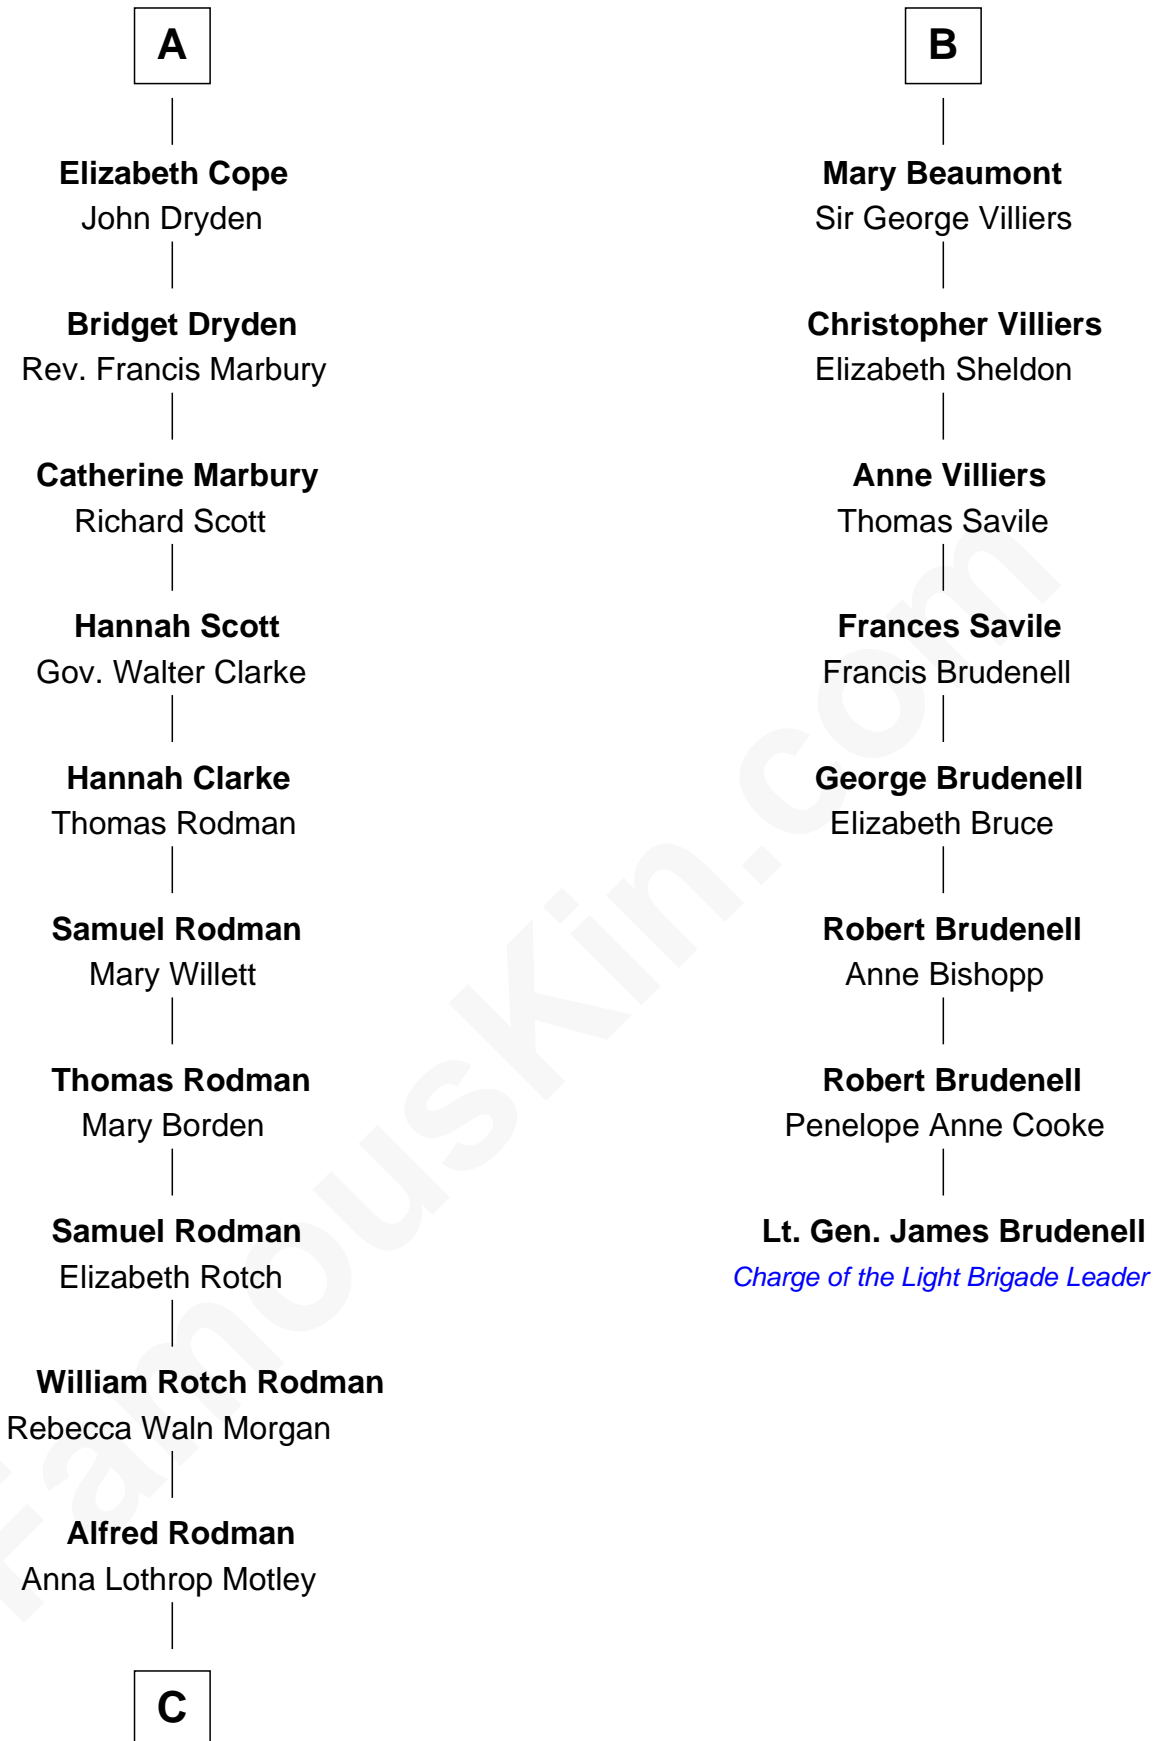 A
Elizabeth Cope
John Dryden
Bridget Dryden
Rev. Francis Marbury
Catherine Marbury
Richard Scott
Hannah Scott
Gov. Walter Clarke
Hannah Clarke
Thomas Rodman
Samuel Rodman
Mary Willett
Thomas Rodman
Mary Borden
Samuel Rodman
Elizabeth Rotch
William Rotch Rodman
Rebecca Waln Morgan
Alfred Rodman
Anna Lothrop Motley
C
B
Mary Beaumont
Sir George Villiers
Christopher Villiers
Elizabeth Sheldon
Anne Villiers
Thomas Savile
Frances Savile
Francis Brudenell
George Brudenell
Elizabeth Bruce
Robert Brudenell
Anne Bishopp
Robert Brudenell
Penelope Anne Cooke
Lt. Gen. James Brudenell
Charge of the Light Brigade Leader
FamousKin.com